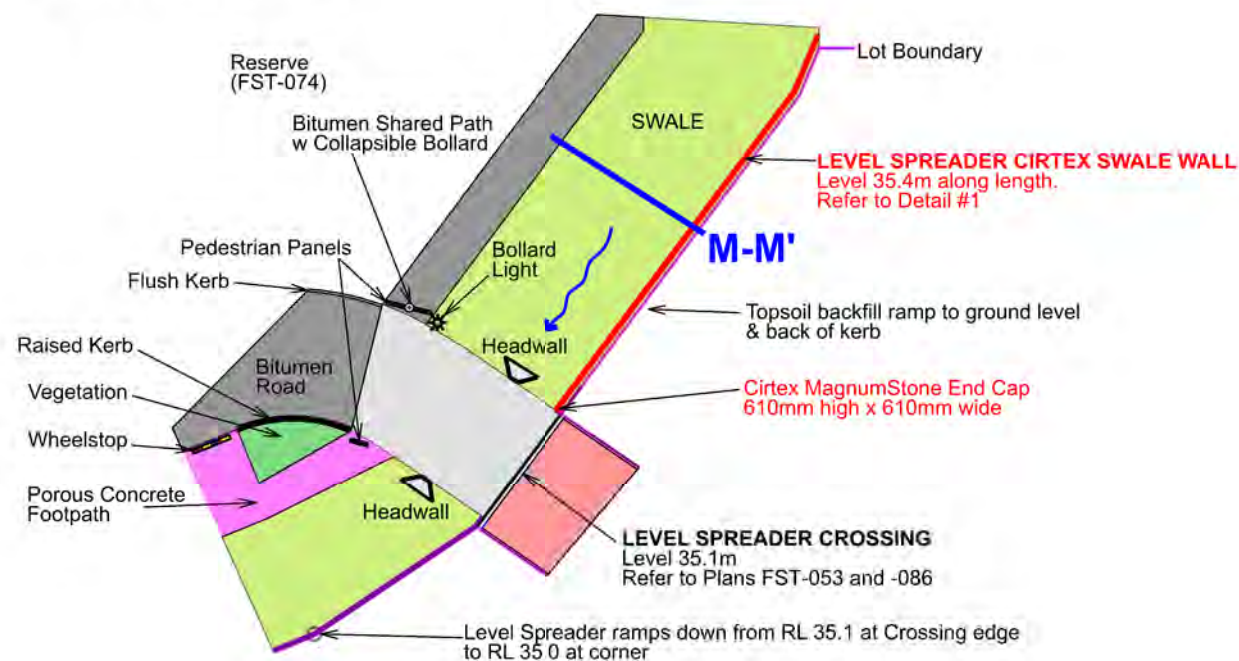 Reserve
(FST-074)
Lot Boundary
Bitumen Shared Path
w Collapsible Bollard
SWALE
LEVEL SPREADER CIRTEX SWALE WALL
Level 35.4m along length.
Refer to Detail #1
M-M'
Pedestrian Panels
Bollard
Light
Flush Kerb
Topsoil backfill ramp to ground level
& back of kerb
Headwall
Raised Kerb
Bitumen
Road
Vegetation
Cirtex MagnumStone End Cap
610mm high x 610mm wide
Wheelstop
Porous Concrete
Footpath
Headwall
LEVEL SPREADER CROSSING
Level 35.1m
Refer to Plans FST-053 and -086
Level Spreader ramps down from RL 35.1 at Crossing edge
to RL 35 0 at corner